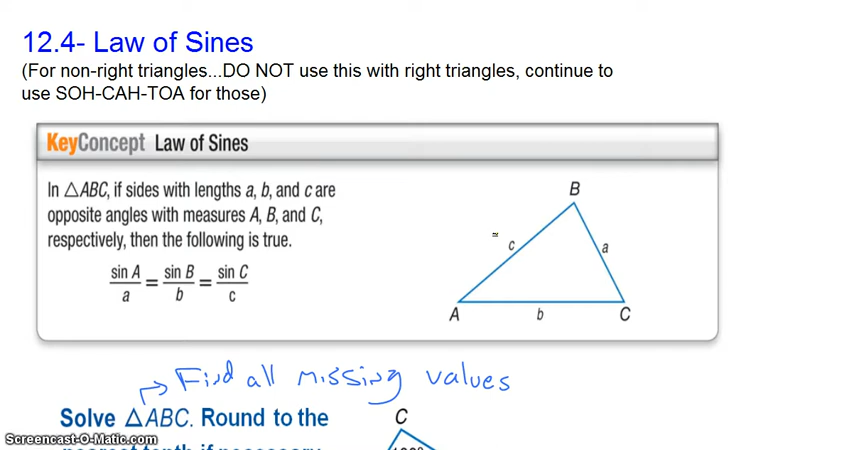 12.4- Law of Sines
(For non-right triangles...DO NOT use this with right triangles, continue to
use SOH-CAH-TOA for those)
KeyConcept Law of Sines
In △ABC, if sides with lengths a, b, and c are
opposite angles with measures A, B, and C,
respectively, then the following is true.
sin A / a = sin B / b = sin C / c
B
c
a
A
b
C
Find all missing values
Solve △ABC. Round to the
C
Screencast-O-Matic.com